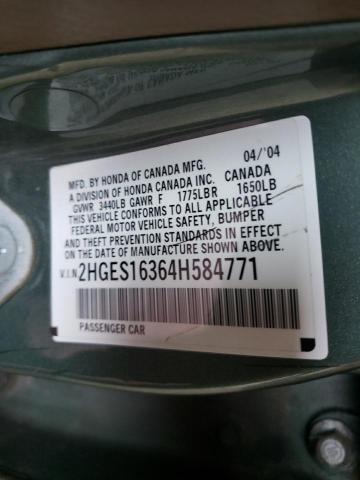 MFD. BY HONDA OF CANADA MFG. 04/'04
A DIVISION OF HONDA CANADA INC. CANADA
GVWR 3440LB GAWR F 1775LBR 1650LB
THIS VEHICLE CONFORMS TO ALL APPLICABLE
FEDERAL MOTOR VEHICLE SAFETY, BUMPER
AND THEFT PREVENTION STANDARDS IN EFFECT
ON THE DATE OF MANUFACTURE SHOWN ABOVE.
V.I.N 2HGES16364H584771
PASSENGER CAR